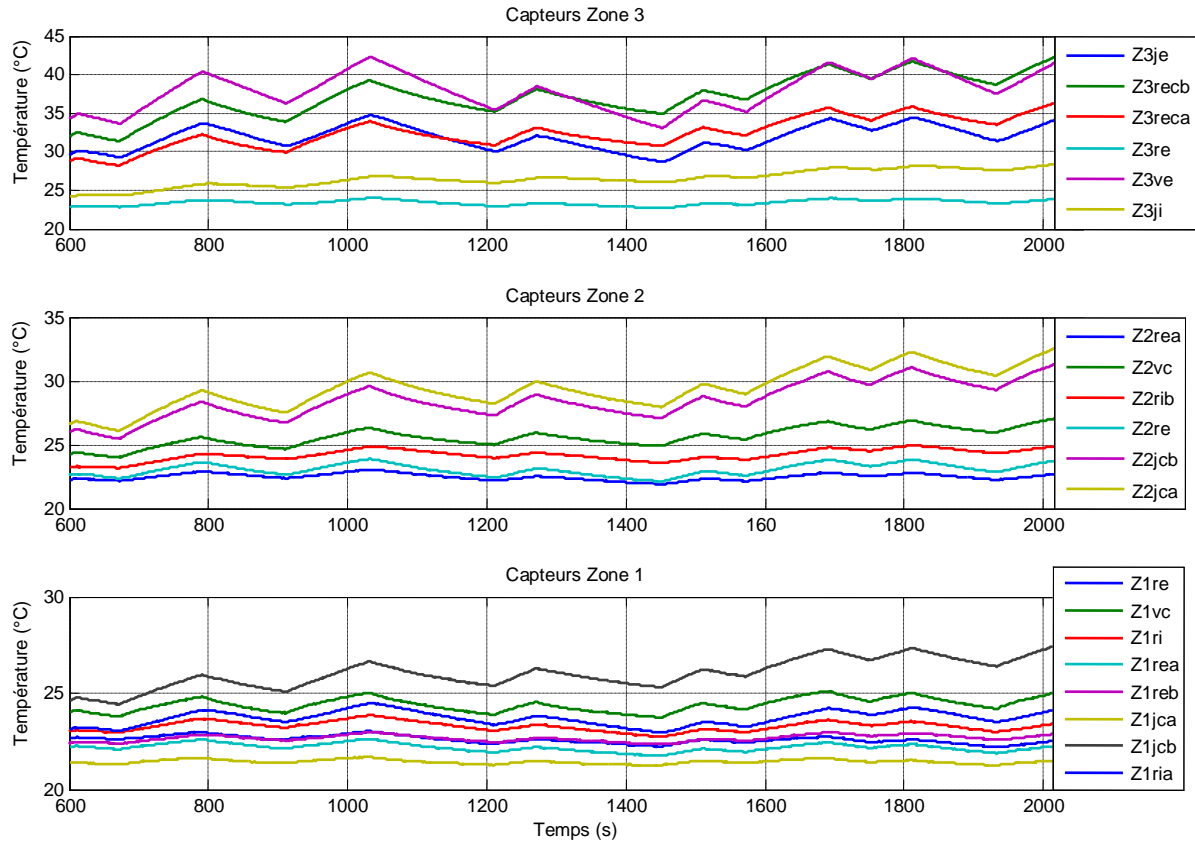 Capteurs Zone 3
Température (°C)
45
40
35
30
25
20
600 800 1000 1200 1400 1600 1800 2000
Z3je
Z3recb
Z3reca
Z3re
Z3ve
Z3ji
Capteurs Zone 2
Température (°C)
35
30
25
20
600 800 1000 1200 1400 160 1800 2000
Z2rea
Z2vc
Z2rib
Z2re
Z2jcb
Z2jca
Capteurs Zone 1
Température (°C)
30
25
20
600 800 1000 1200 1400 1600 1800 2000
Temps (s)
Z1re
Z1vc
Z1ri
Z1rea
Z1reb
Z1jca
Z1jcb
Z1ria